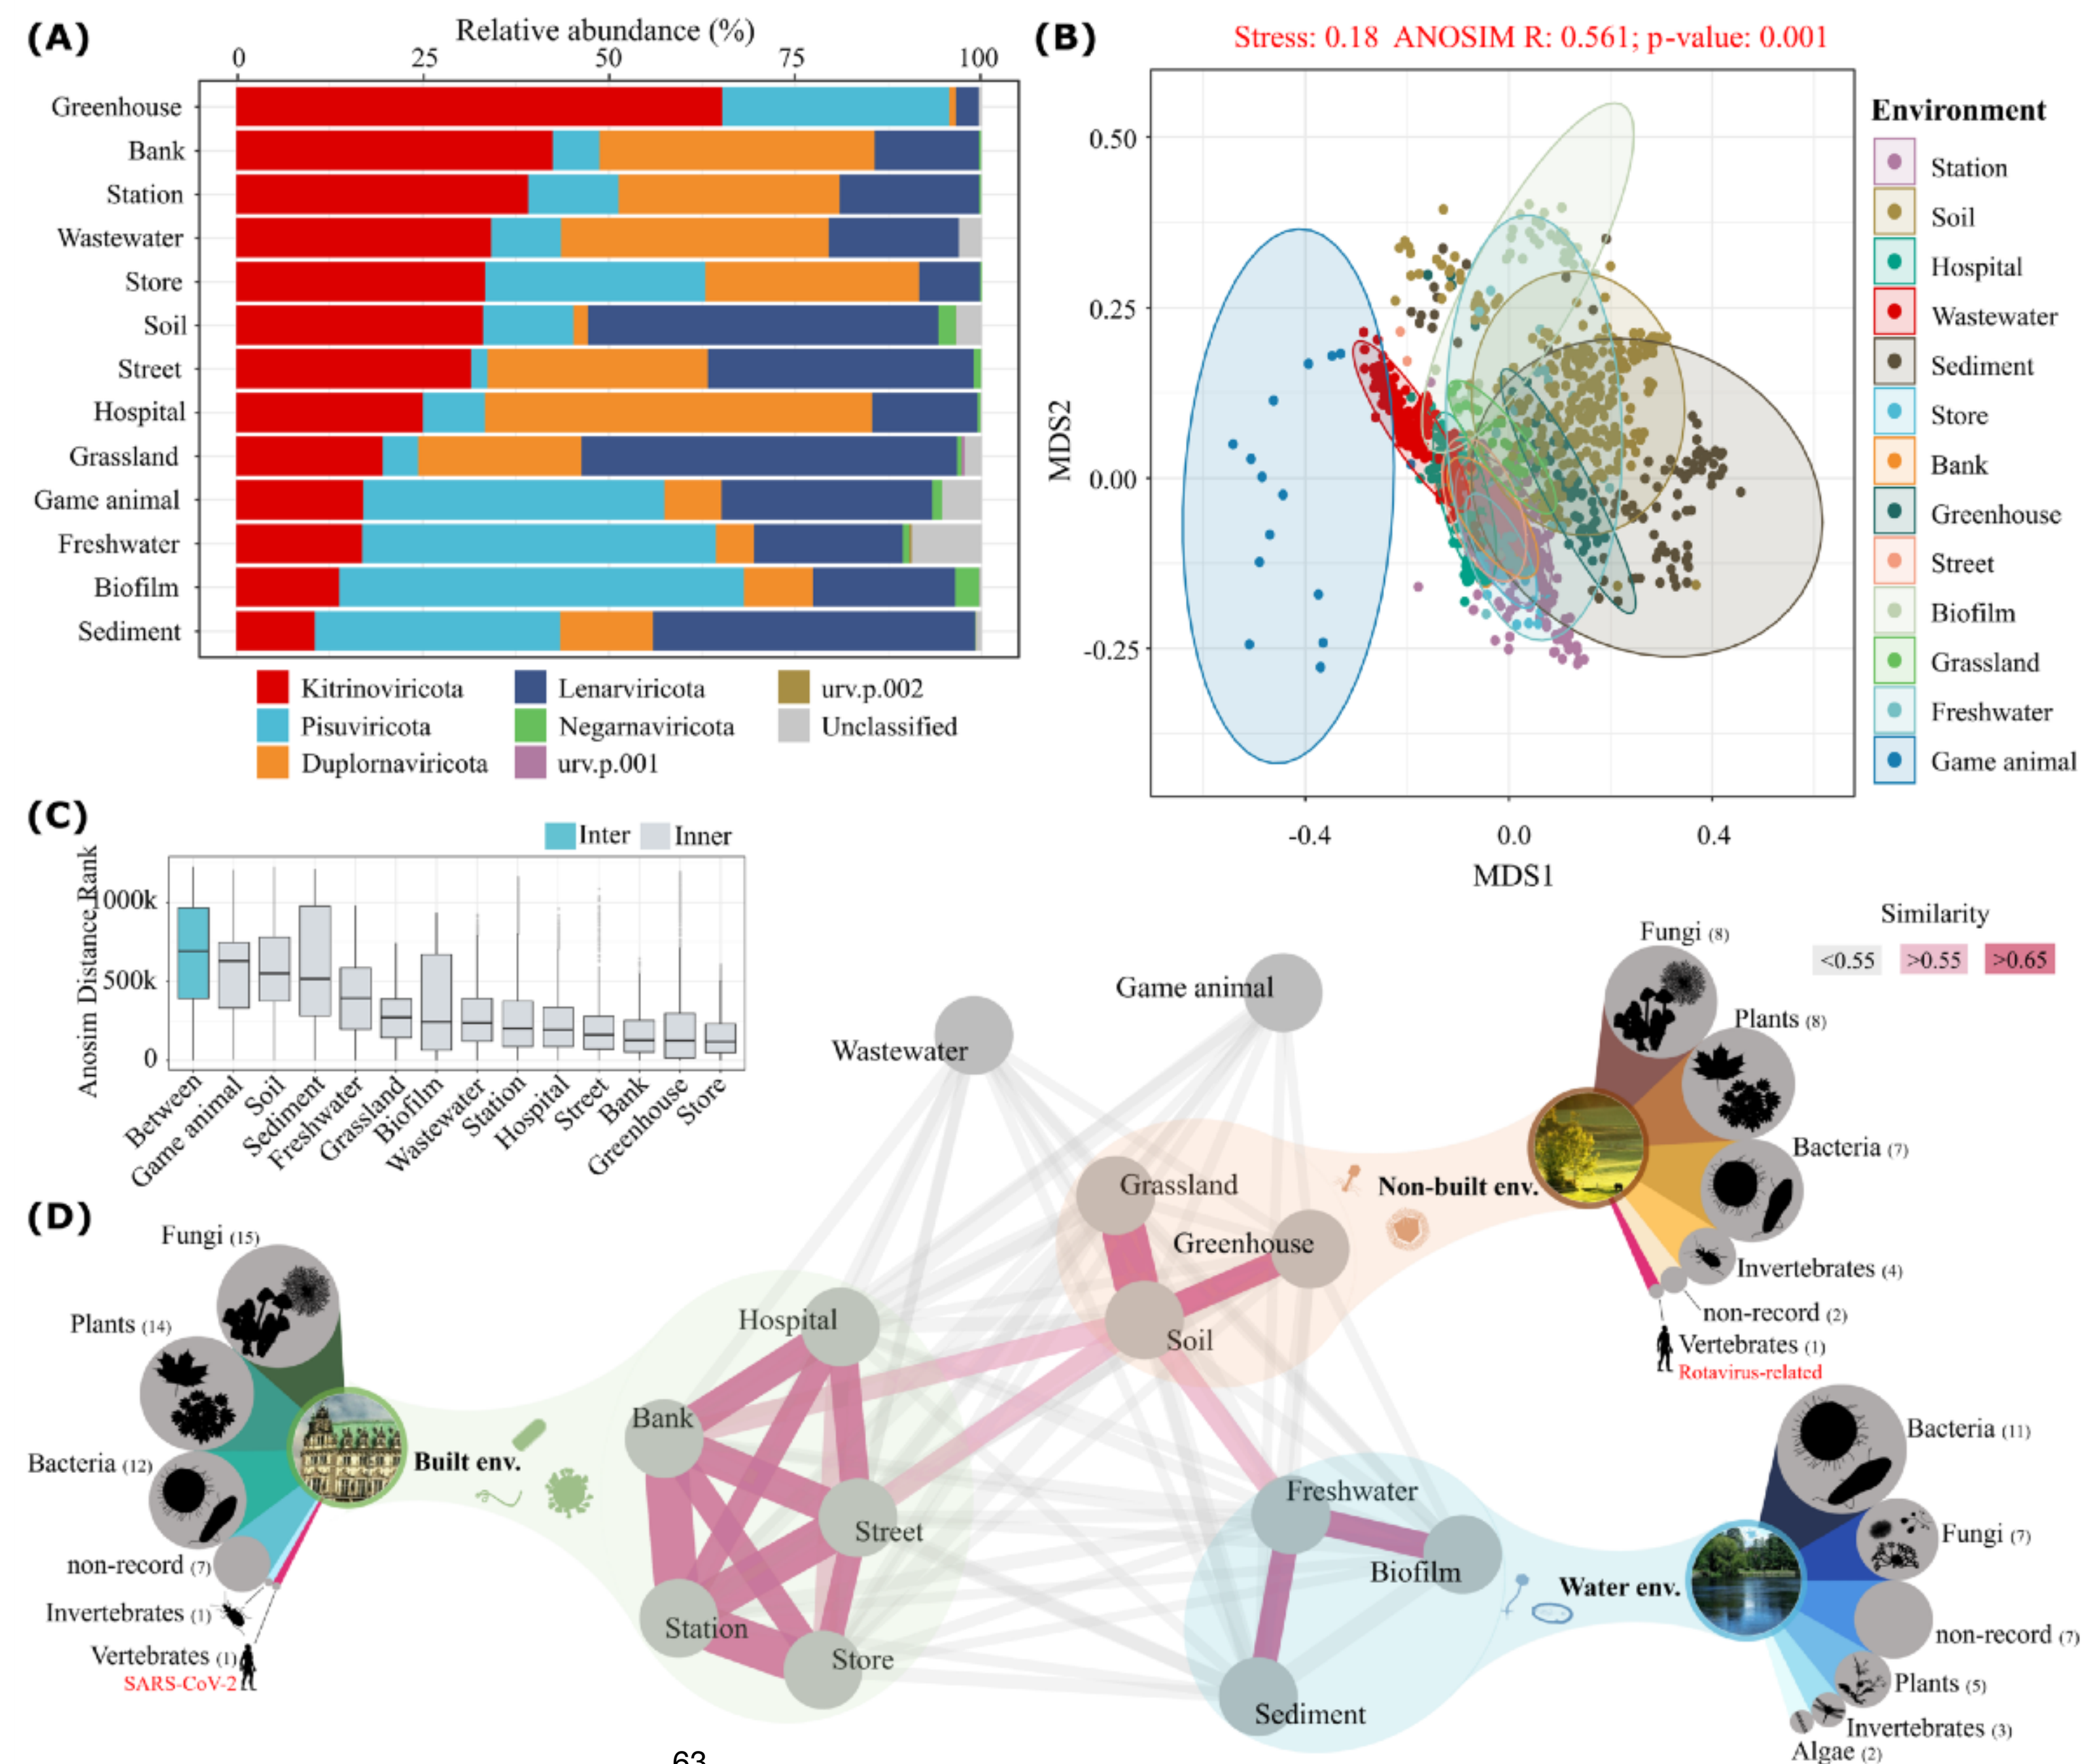 (A)
Relative abundance (%)
0 25 50 75 100
Greenhouse
Bank
Station
Wastewater
Store
Soil
Street
Hospital
Grassland
Game animal
Freshwater
Biofilm
Sediment
Kitrinoviricota
Pisuviricota
Duplornaviricota
Lenarviricota
Negarnaviricota
urv.p.001
urv.p.002
Unclassified
(B)
Stress: 0.18 ANOSIM R: 0.561; p-value: 0.001
MDS2
0.50
0.25
0.00
-0.25
-0.4 0.0 0.4
MDS1
Environment
Station
Soil
Hospital
Wastewater
Sediment
Store
Bank
Greenhouse
Street
Biofilm
Grassland
Freshwater
Game animal
(C)
Inter Inner
Anosim Distance Rank
1000k
500k
0
Between
Game animal
Soil
Sediment
Freshwater
Grassland
Biofilm
Wastewater
Station
Hospital
Street
Bank
Greenhouse
Store
(D)
Similarity
<0.55 >0.55 >0.65
Wastewater
Game animal
Grassland
Greenhouse
Soil
Non-built env.
Fungi (8)
Plants (8)
Bacteria (7)
Invertebrates (4)
non-record (2)
Vertebrates (1)
Rotavirus-related
Fungi (15)
Plants (14)
Bacteria (12)
non-record (7)
Invertebrates (1)
Vertebrates (1)
SARS-CoV-2
Built env.
Hospital
Bank
Street
Station
Store
Freshwater
Biofilm
Sediment
Water env.
Bacteria (11)
Fungi (7)
non-record (7)
Plants (5)
Invertebrates (3)
Algae (2)
63